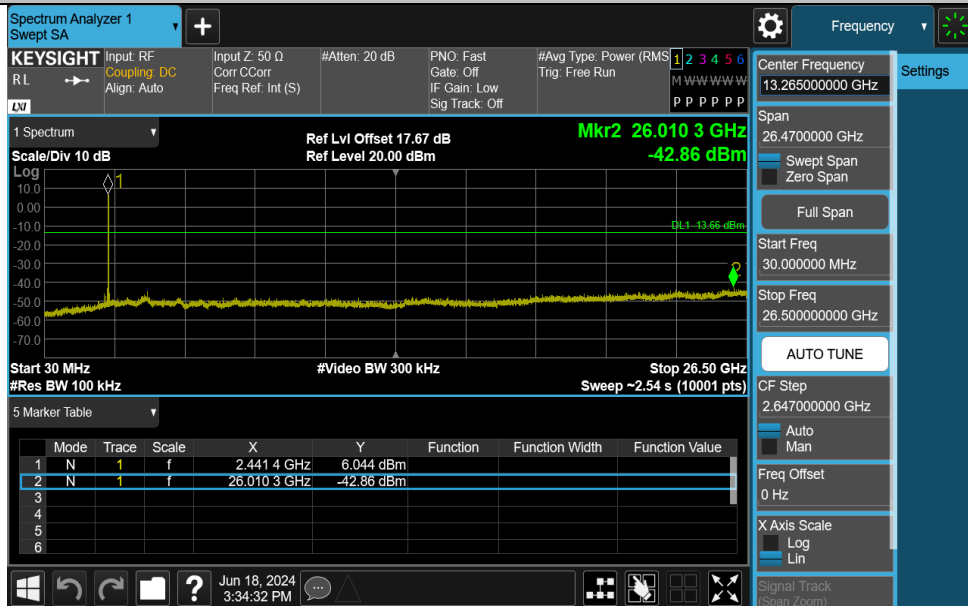 Spectrum Analyzer 1
Swept SA
+
Frequency
KEYSIGHT
RL
LXI
Input: RF
Coupling: DC
Align: Auto
Input Z: 50 Ω
Corr CCorr
Freq Ref: Int (S)
#Atten: 20 dB
PNO: Fast
Gate: Off
IF Gain: Low
Sig Track: Off
#Avg Type: Power (RMS
Trig: Free Run
1 2 3 4 5 6
M W W W W W
P P P P P P
Center Frequency
13.265000000 GHz
Settings
Span
26.4700000 GHz
Swept Span
Zero Span
Full Span
Start Freq
30.000000 MHz
Stop Freq
26.500000000 GHz
AUTO TUNE
CF Step
2.647000000 GHz
Auto
Man
Freq Offset
0 Hz
X Axis Scale
Log
Lin
Signal Track
(Span Zoom)
1 Spectrum
Scale/Div 10 dB
Log
Ref Lvl Offset 17.67 dB
Ref Level 20.00 dBm
Mkr2 26.010 3 GHz
-42.86 dBm
1
10.0
0.00
-10.0
DL1 -13.66 dBm
-20.0
-30.0
2
-40.0
-50.0
-60.0
-70.0
Start 30 MHz
#Video BW 300 kHz
Stop 26.50 GHz
#Res BW 100 kHz
Sweep ~2.54 s (10001 pts)
5 Marker Table
Mode Trace Scale X Y Function Function Width Function Value
1 N 1 f 2.441 4 GHz 6.044 dBm
2 N 1 f 26.010 3 GHz -42.86 dBm
3
4
5
6
?
Jun 18, 2024
3:34:32 PM